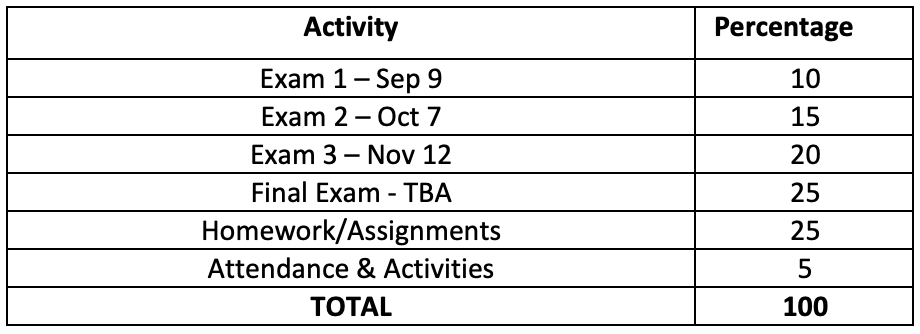 Activity Percentage
Exam 1 – Sep 9 10
Exam 2 – Oct 7 15
Exam 3 – Nov 12 20
Final Exam - TBA 25
Homework/Assignments 25
Attendance & Activities 5
TOTAL 100